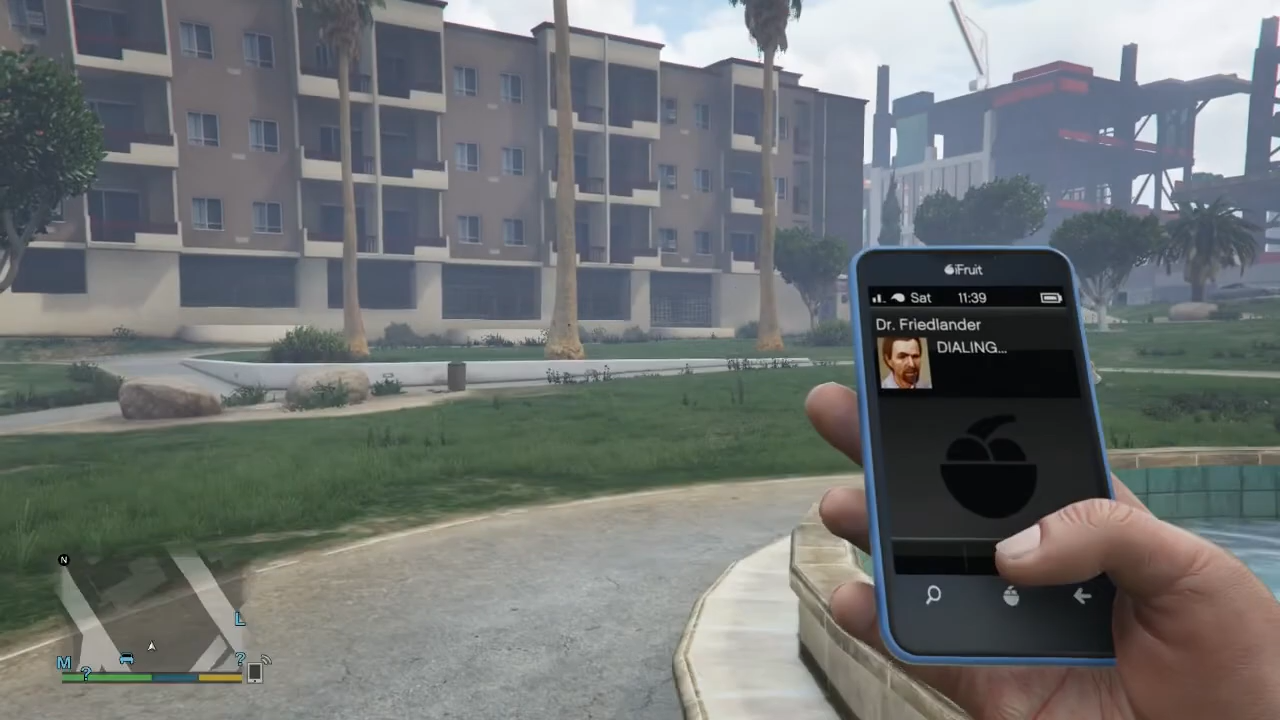 iFruit
Sat 11:39
Dr. Friedlander
DIALING...
N
L
M ? ?